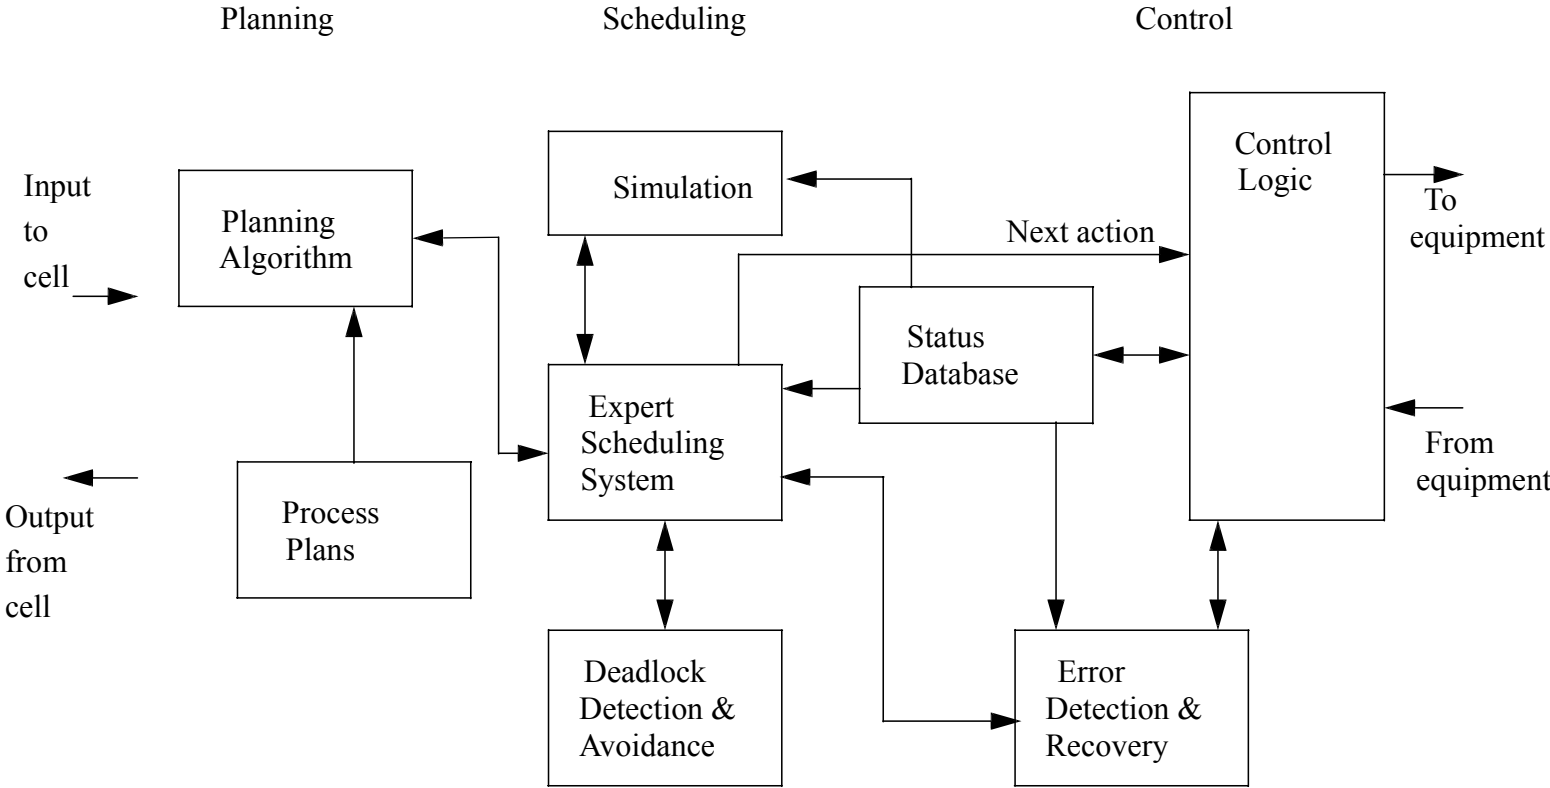 Planning
Scheduling
Control
Input
to
cell
Planning
Algorithm
Simulation
Next action
Control
Logic
To
equipment
Status
Database
Expert
Scheduling
System
From
equipment
Output
from
cell
Process
Plans
Deadlock
Detection &
Avoidance
Error
Detection &
Recovery